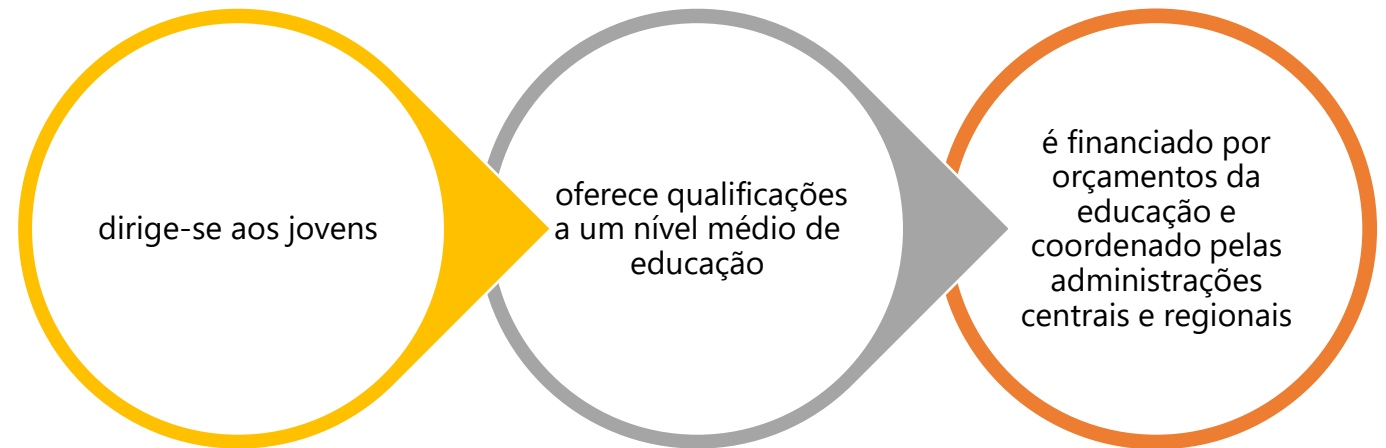 dirige-se aos jovens
oferece qualificações
a um nível médio de
educação
é financiado por
orçamentos da
educação e
coordenado pelas
administrações
centrais e regionais